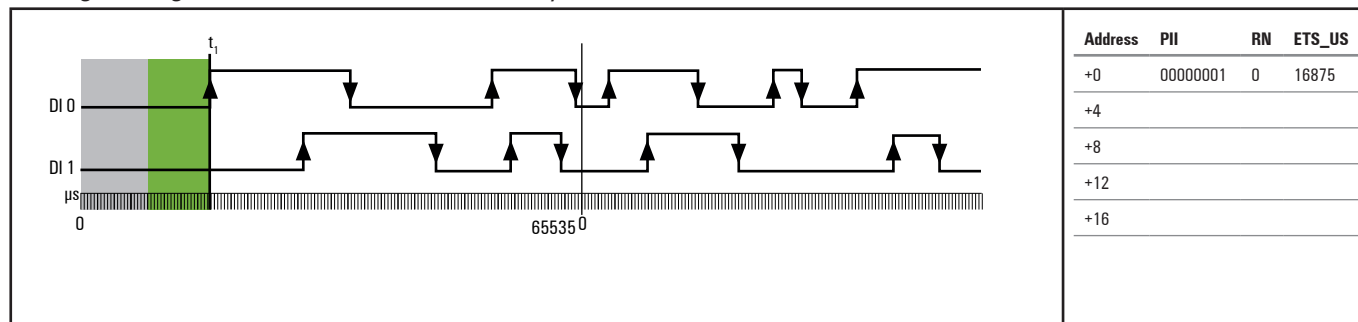 t1
DI 0
DI 1
µs
0
65535 0
Address PII RN ETS_US
+0 00000001 0 16875
+4
+8
+12
+16